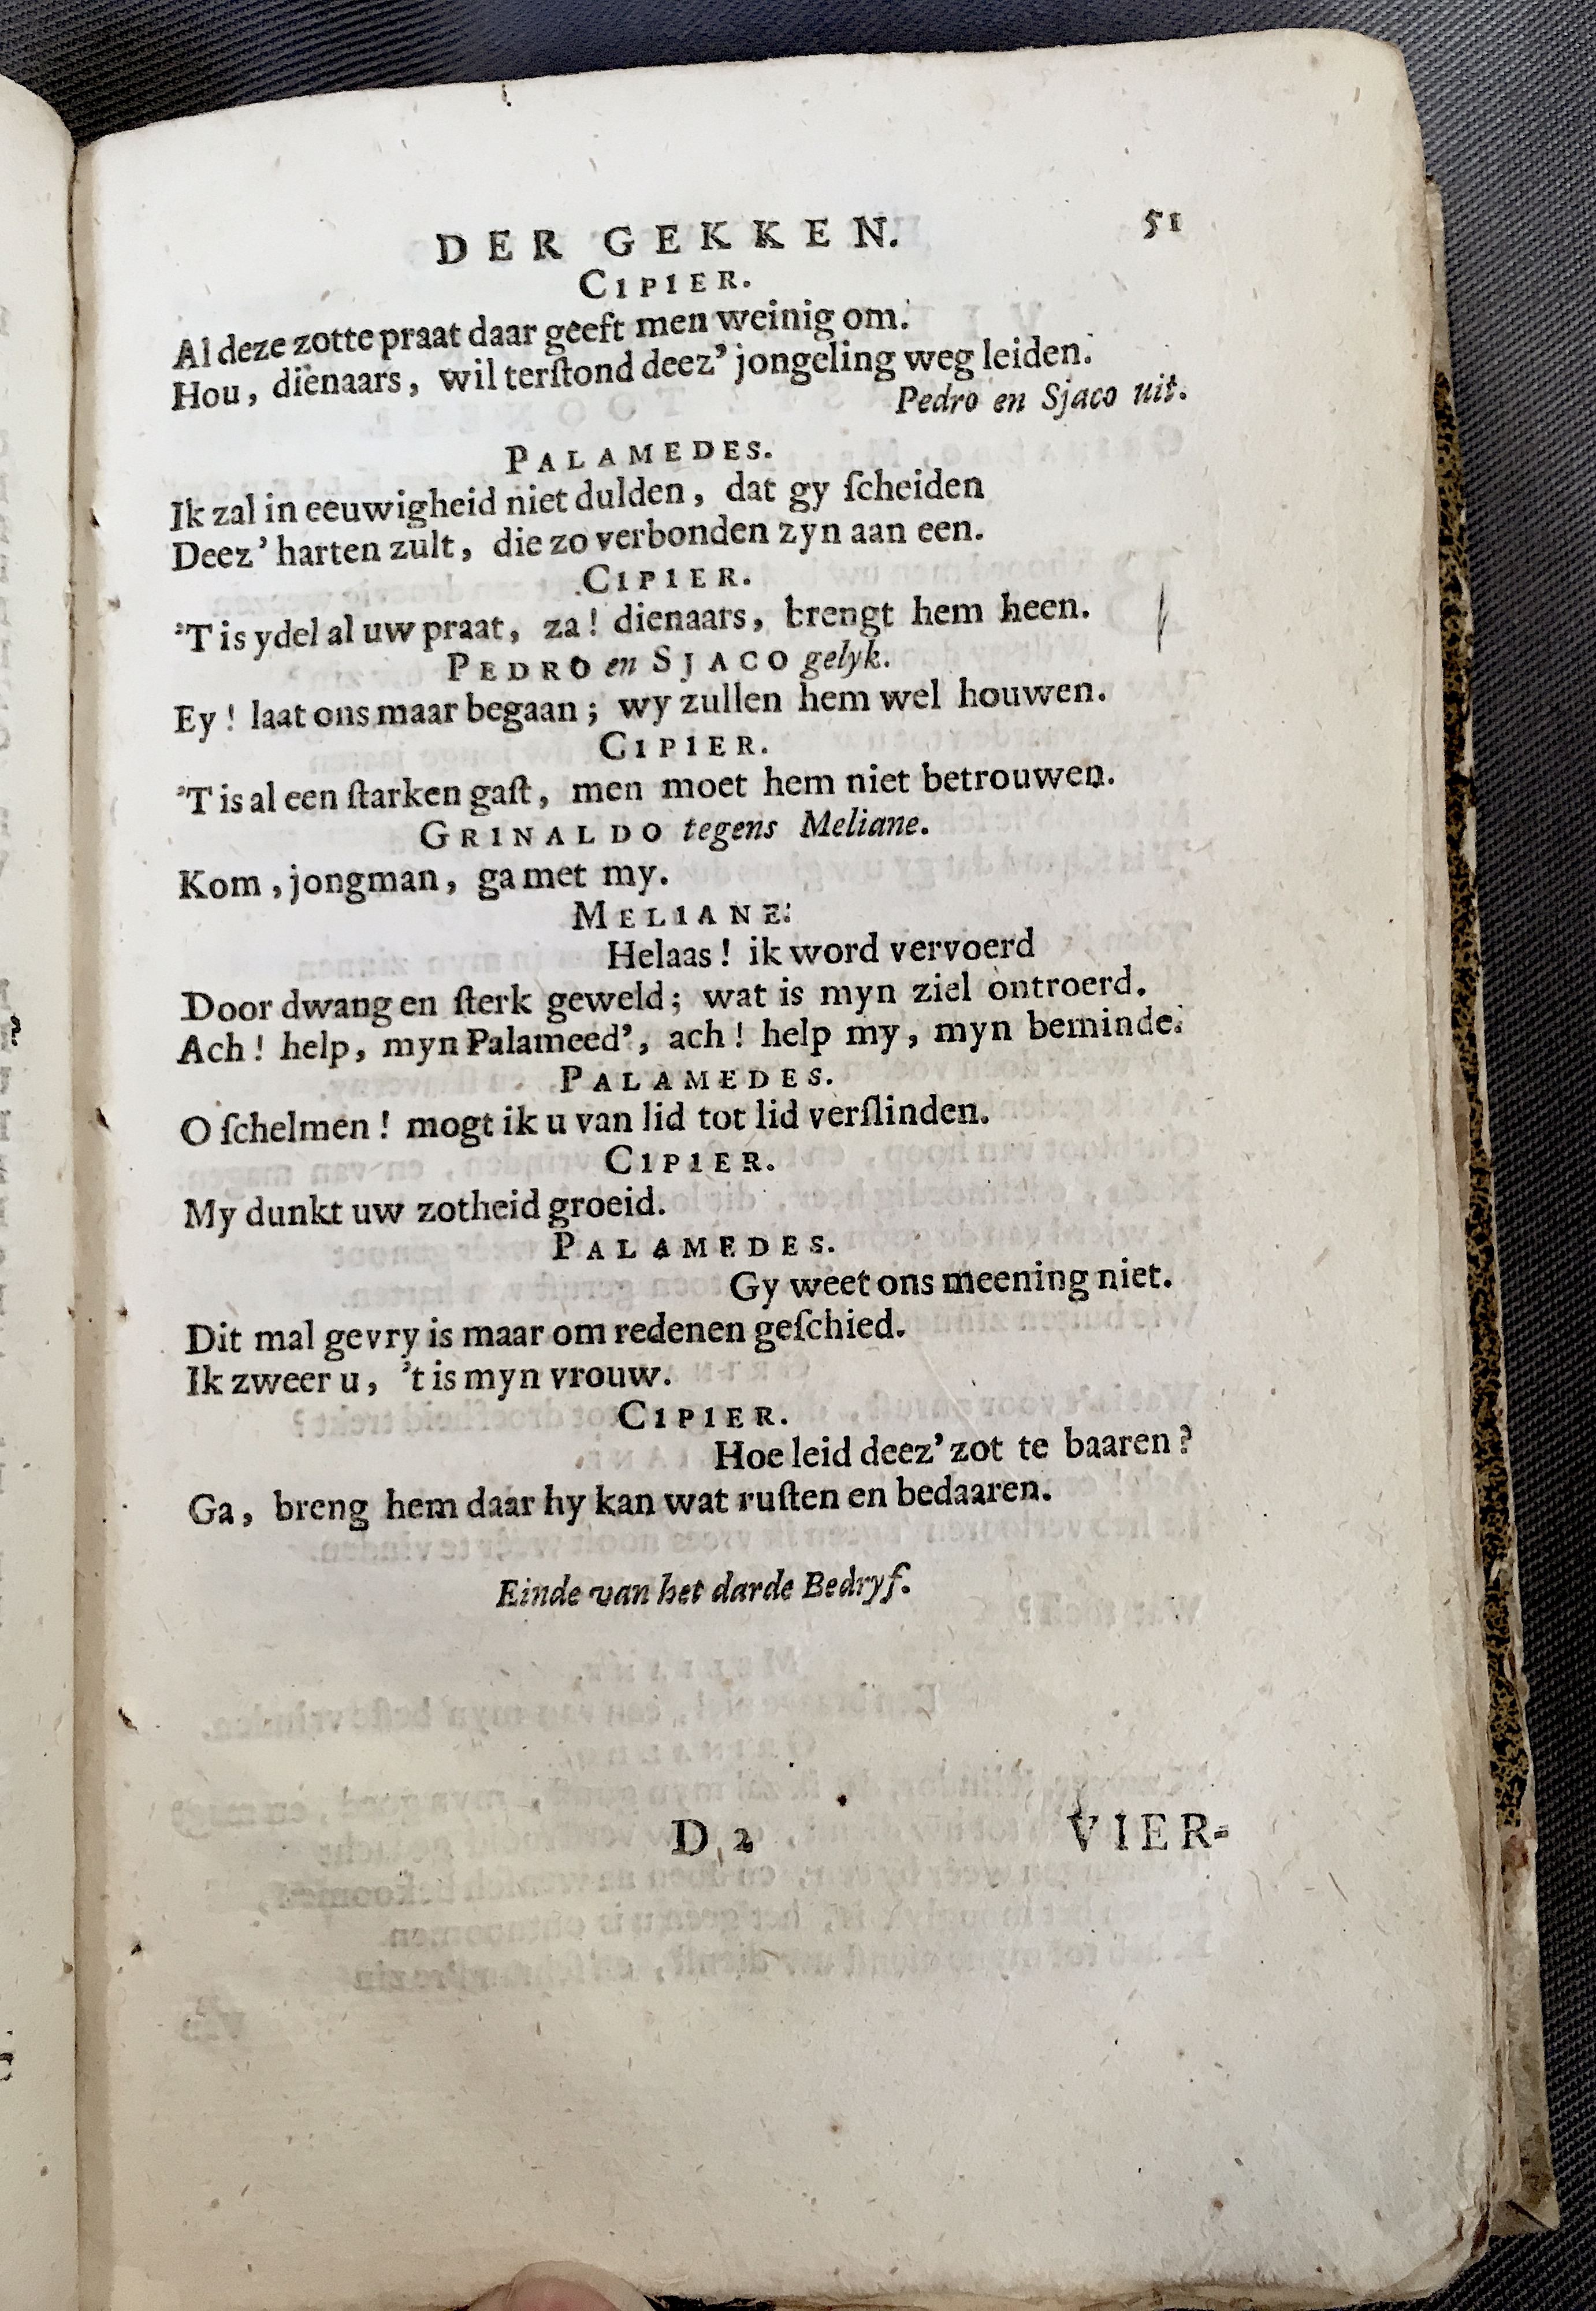 DER GEKKEN. 51
CIPIER.
Al deze zotte praat daar geeft men weinig om.
Hou, dienaars, wil terſtond deez' jongeling weg leiden.
Pedro en Sjaco uit.
PALAMEDES.
Ik zal in eeuwigheid niet dulden, dat gy ſcheiden
Deez' harten zult, die zo verbonden zyn aan een.
CIPIER.
'T is ydel al uw praat, za! dienaars, brengt hem heen.
PEDRO en SJACO gelyk.
Ey! laat ons maar begaan; wy zullen hem wel houwen.
CIPIER.
'T is al een ſtarken gaſt, men moet hem niet betrouwen.
GRINALDO tegens Meliane.
Kom, jongman, ga met my.
MELIANE.
Helaas! ik word vervoerd
Door dwang en ſterk geweld; wat is myn ziel ontroerd.
Ach! help, myn Palameed', ach! help my, myn beminde.
PALAMEDES.
O ſchelmen! mogt ik u van lid tot lid verſlinden.
CIPIER.
My dunkt uw zotheid groeid.
PALAMEDES.
Gy weet ons meening niet.
Dit mal gevry is maar om redenen geſchied.
Ik zweer u, 't is myn vrouw.
CIPIER.
Hoe leid deez' zot te baaren?
Ga, breng hem daar hy kan wat ruſten en bedaaren.
Einde van het darde Bedryf.
D 2 VIER-